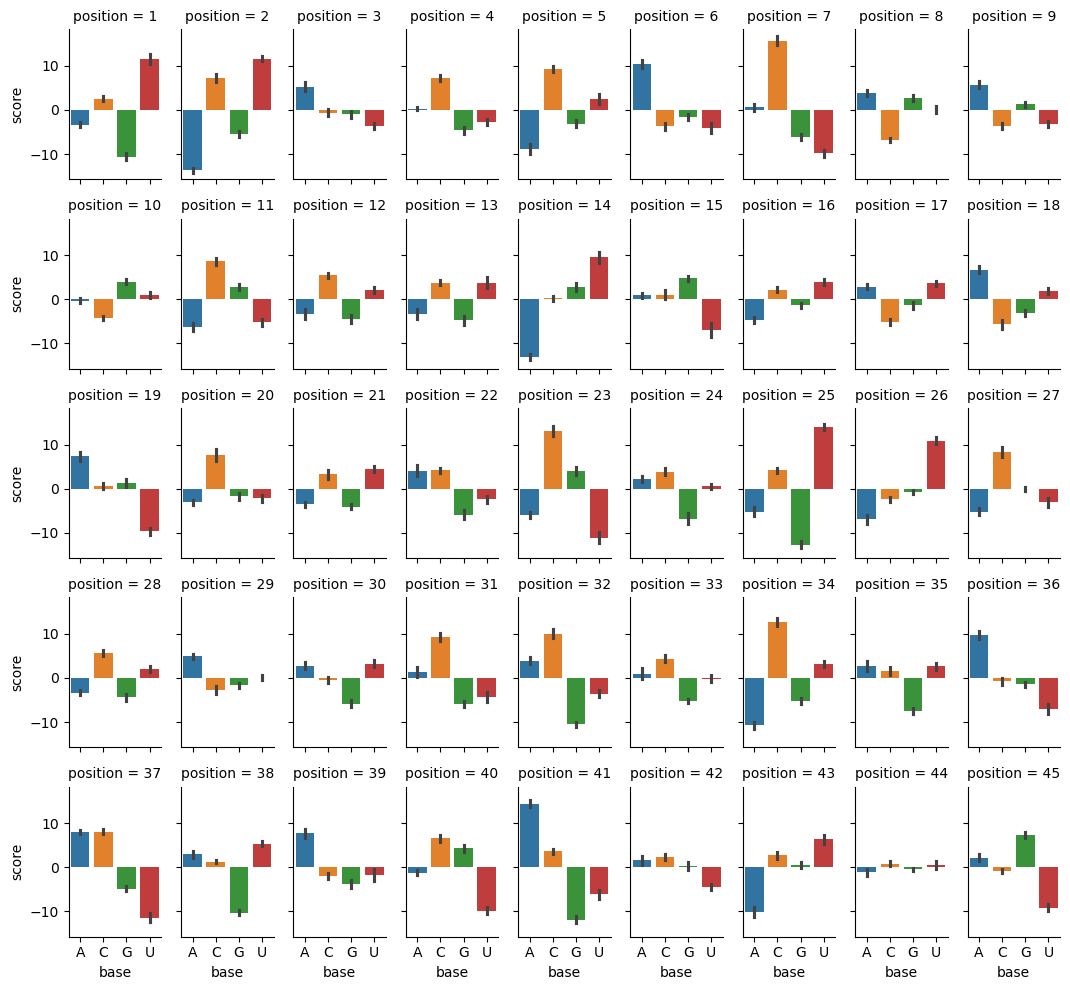 position = 1 position = 2 position = 3 position = 4 position = 5 position = 6 position = 7 position = 8 position = 9
10
0
−10
score
position = 10 position = 11 position = 12 position = 13 position = 14 position = 15 position = 16 position = 17 position = 18
10
0
−10
score
position = 19 position = 20 position = 21 position = 22 position = 23 position = 24 position = 25 position = 26 position = 27
10
0
−10
score
position = 28 position = 29 position = 30 position = 31 position = 32 position = 33 position = 34 position = 35 position = 36
10
0
−10
score
position = 37 position = 38 position = 39 position = 40 position = 41 position = 42 position = 43 position = 44 position = 45
10
0
−10
score
A C G U A C G U A C G U A C G U A C G U A C G U A C G U A C G U A C G U
base base base base base base base base base